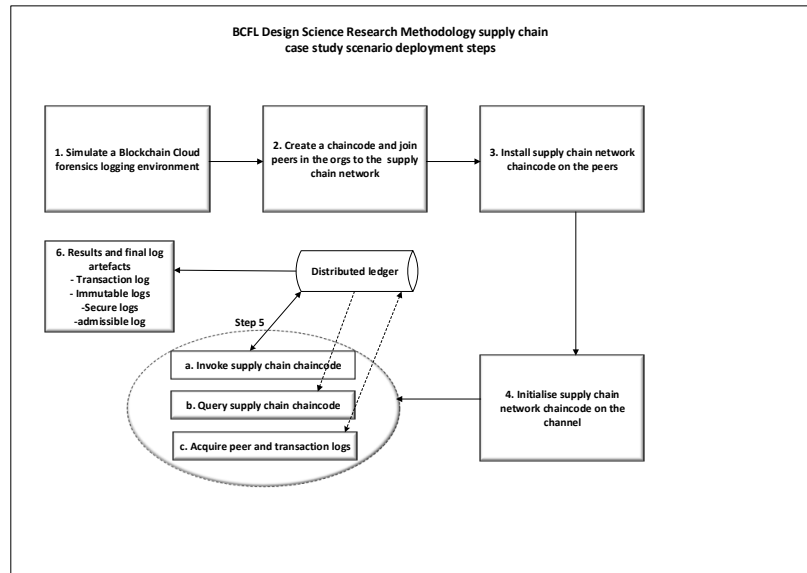 BCFL Design Science Research Methodology supply chain
case study scenario deployment steps
1. Simulate a Blockchain Cloud
forensics logging environment
2. Create a chaincode and join
peers in the orgs to the supply
chain network
3. Install supply chain network
chaincode on the peers
6. Results and final log
artefacts
- Transaction log
- Immutable logs
-Secure logs
-admissible log
Distributed ledger
Step 5
a. Invoke supply chain chaincode
b. Query supply chain chaincode
c. Acquire peer and transaction logs
4. Initialise supply chain
network chaincode on the
channel